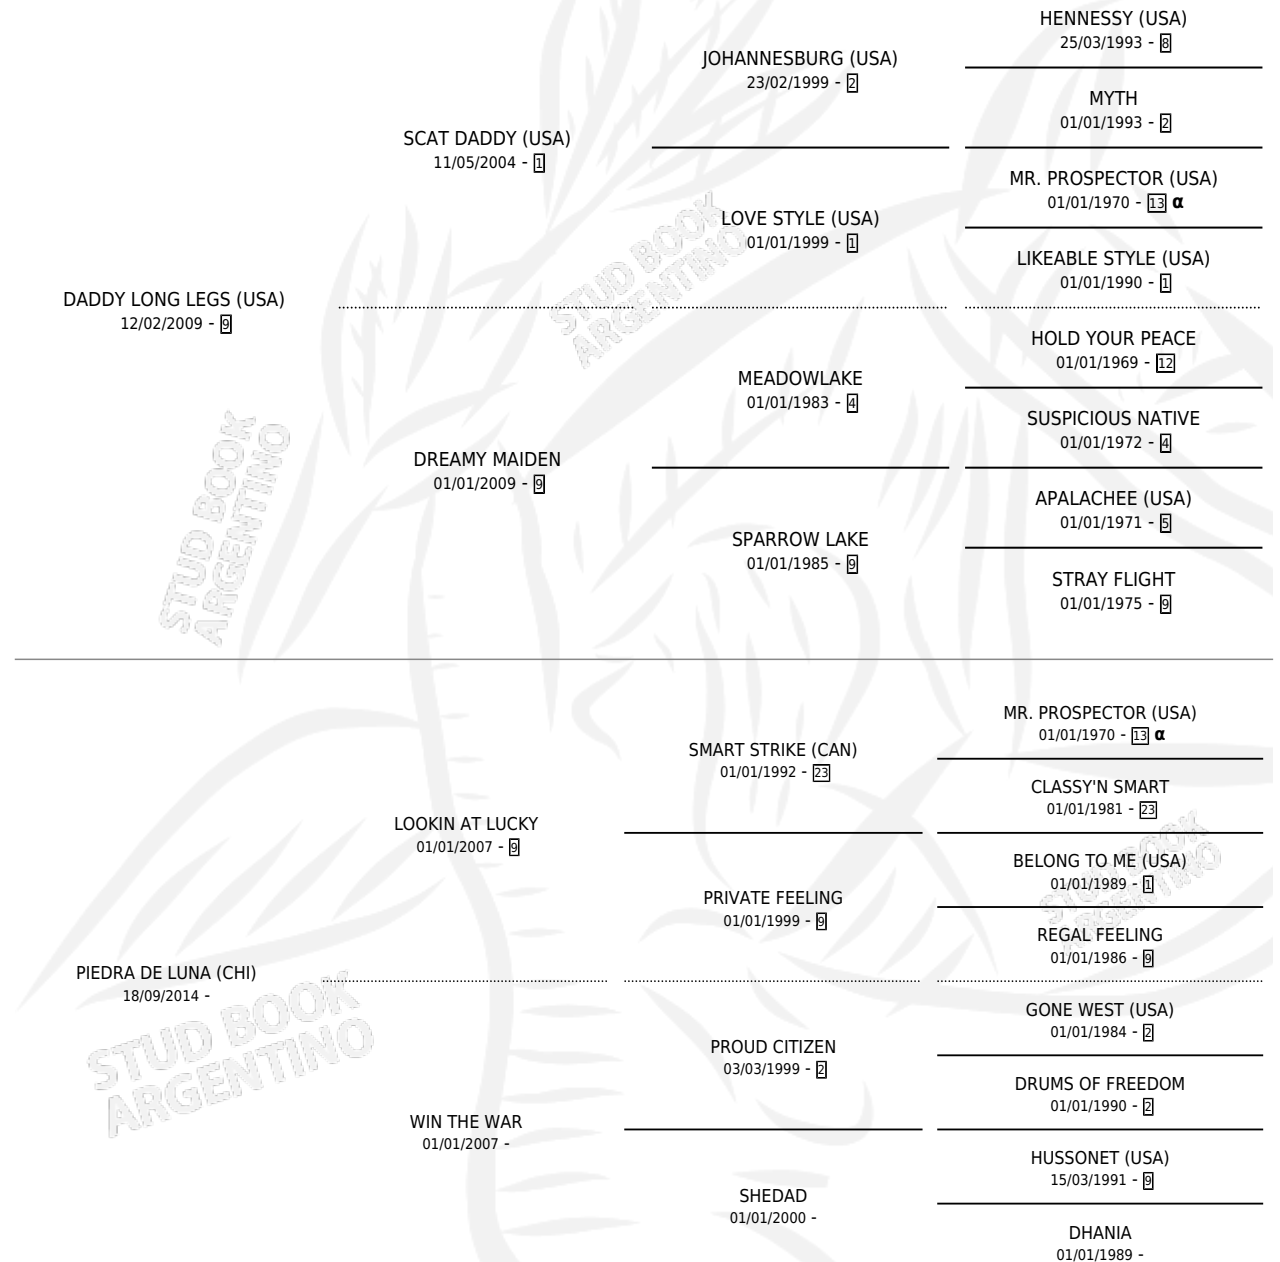 HENNESSY (USA)
25/03/1993 - 8
JOHANNESBURG (USA)
23/02/1999 - 2
MYTH
01/01/1993 - 2
SCAT DADDY (USA)
11/05/2004 - 1
MR. PROSPECTOR (USA)
01/01/1970 - 13 α
LOVE STYLE (USA)
01/01/1999 - 1
LIKEABLE STYLE (USA)
01/01/1990 - 1
DADDY LONG LEGS (USA)
12/02/2009 - 9
HOLD YOUR PEACE
01/01/1969 - 12
MEADOWLAKE
01/01/1983 - 4
SUSPICIOUS NATIVE
01/01/1972 - 4
DREAMY MAIDEN
01/01/2009 - 9
APALACHEE (USA)
01/01/1971 - 5
SPARROW LAKE
01/01/1985 - 9
STRAY FLIGHT
01/01/1975 - 9
STUD BOOK
ARGENTINO
STUD BOOK
ARGENTINO
MR. PROSPECTOR (USA)
01/01/1970 - 13 α
SMART STRIKE (CAN)
01/01/1992 - 23
CLASSY'N SMART
01/01/1981 - 23
LOOKIN AT LUCKY
01/01/2007 - 9
BELONG TO ME (USA)
01/01/1989 - 1
PRIVATE FEELING
01/01/1999 - 9
REGAL FEELING
01/01/1986 - 9
PIEDRA DE LUNA (CHI)
18/09/2014 -
GONE WEST (USA)
01/01/1984 - 2
PROUD CITIZEN
03/03/1999 - 2
DRUMS OF FREEDOM
01/01/1990 - 2
WIN THE WAR
01/01/2007 -
HUSSONET (USA)
15/03/1991 - 9
SHEDAD
01/01/2000 -
DHANIA
01/01/1989 -
STUD BOOK
ARGENTINO
STUD BOOK
ARGENTINO